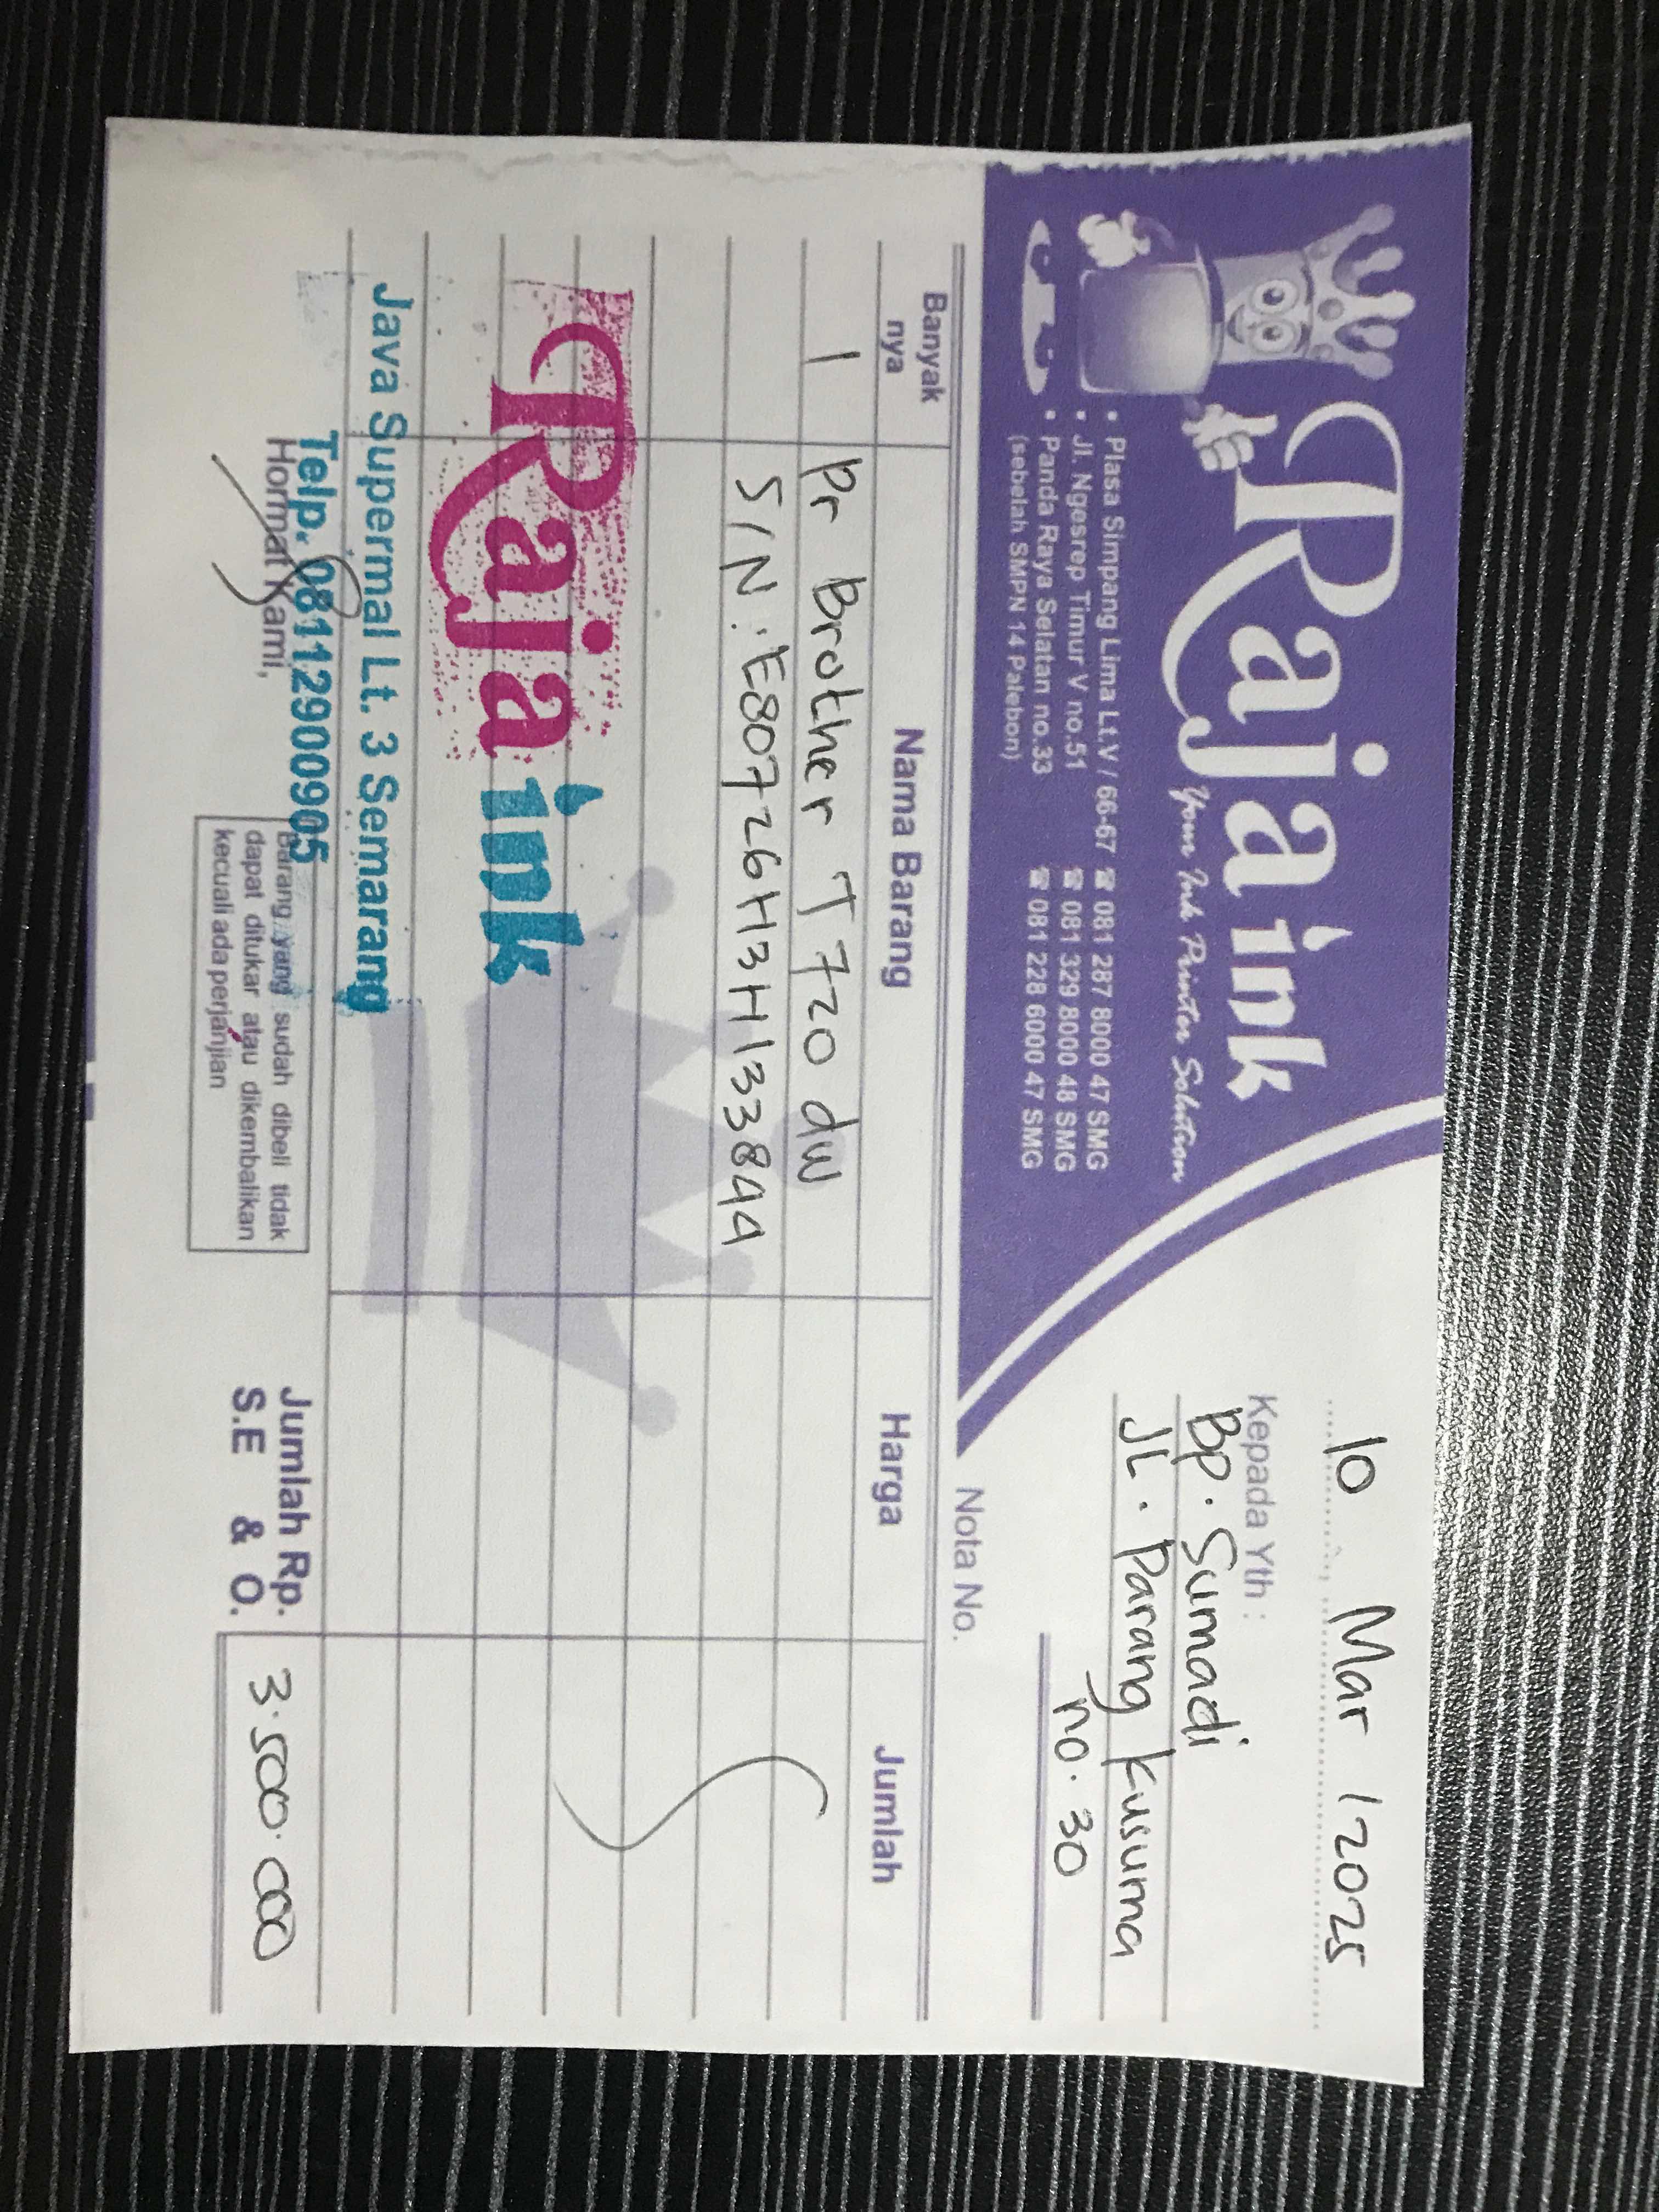 Raja ink
Your Ink Printer Solution
• Plasa Simpang Lima Lt.V / 66-67 ☎ 081 287 8000 47 SMG
• Jl. Ngesrep Timur V no.51 ☎ 081 329 8000 48 SMG
• Panda Raya Selatan no.33 ☎ 081 228 6000 47 SMG
(sebelah SMPN 14 Palebon)
10 Mar / 2025
Kepada Yth :
Bp. Sumadi
JL. Parang Kusuma
no. 30
Nota No.
Banyak nya Nama Barang Harga Jumlah
1 Pr Brother T 720 dw
S/N : E80726H3H133844
Raja ink
Java Supermal Lt. 3 Semarang
Telp. 08112900905
Hormat Kami,
Barang yang sudah dibeli tidak
dapat ditukar atau dikembalikan
kecuali ada perjanjian
Jumlah Rp. 3.500.000
S.E & O.